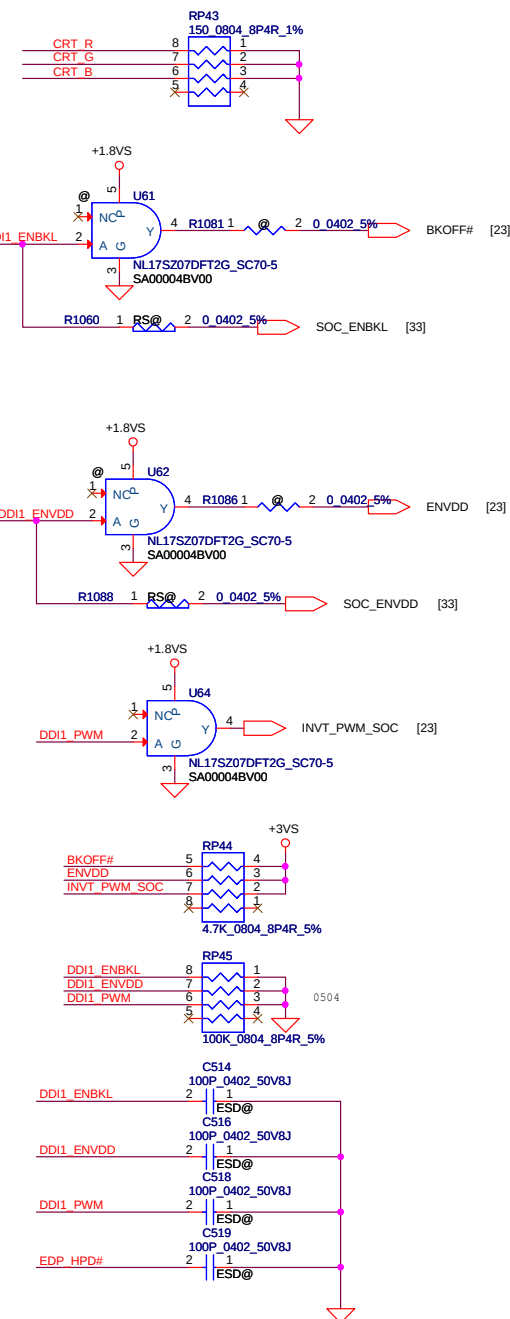 RP43
150_0804_8P4R_1%
CRT_R 8 1
CRT_G 7 2
CRT_B 6 3
5 4
+1.8VS
5
@ U61
1 NC P
4 R1081 1 @ 2 0_0402_5% BKOFF# [23]
Y
DI1_ENBKL 2 A G
3 NL17SZ07DFT2G_SC70-5
SA00004BV00
R1060 1 RS@ 2 0_0402_5% SOC_ENBKL [33]
+1.8VS
5
@ U62
1 NC P
4 R1086 1 @ 2 0_0402_5% ENVDD [23]
Y
DDI1_ENVDD 2 A G
3 NL17SZ07DFT2G_SC70-5
SA00004BV00
R1088 1 RS@ 2 0_0402_5% SOC_ENVDD [33]
+1.8VS
5
U64
1 NC P
Y 4 INVT_PWM_SOC [23]
DDI1_PWM 2 A G
3 NL17SZ07DFT2G_SC70-5
SA00004BV00
+3VS
RP44
BKOFF# 5 4
ENVDD 6 3
INVT_PWM_SOC 7 2
8 1
4.7K_0804_8P4R_5%
RP45
DDI1_ENBKL 8 1
DDI1_ENVDD 7 2
DDI1_PWM 6 3 0504
5 4
100K_0804_8P4R_5%
C514
100P_0402_50V8J
DDI1_ENBKL 2 1
ESD@
C516
100P_0402_50V8J
DDI1_ENVDD 2 1
ESD@
C518
100P_0402_50V8J
DDI1_PWM 2 1
ESD@
C519
100P_0402_50V8J
EDP_HPD# 2 1
ESD@